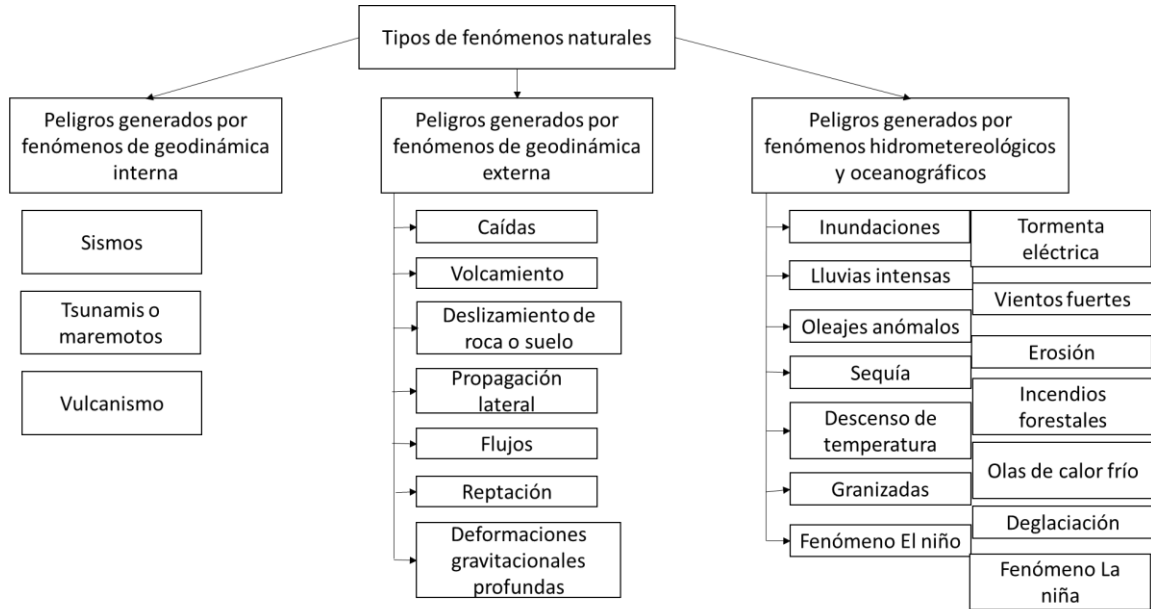 Tipos de fenómenos naturales
Peligros generados por
fenómenos de geodinámica
interna
Sismos
Tsunamis o
maremotos
Vulcanismo
Peligros generados por
fenómenos de geodinámica
externa
Caídas
Volcamiento
Deslizamiento de
roca o suelo
Propagación
lateral
Flujos
Reptación
Deformaciones
gravitacionales
profundas
Peligros generados por
fenómenos hidrometereológicos
y oceanográficos
Inundaciones
Lluvias intensas
Oleajes anómalos
Sequía
Descenso de
temperatura
Granizadas
Fenómeno El niño
Tormenta
eléctrica
Vientos fuertes
Erosión
Incendios
forestales
Olas de calor frío
Deglaciación
Fenómeno La
niña